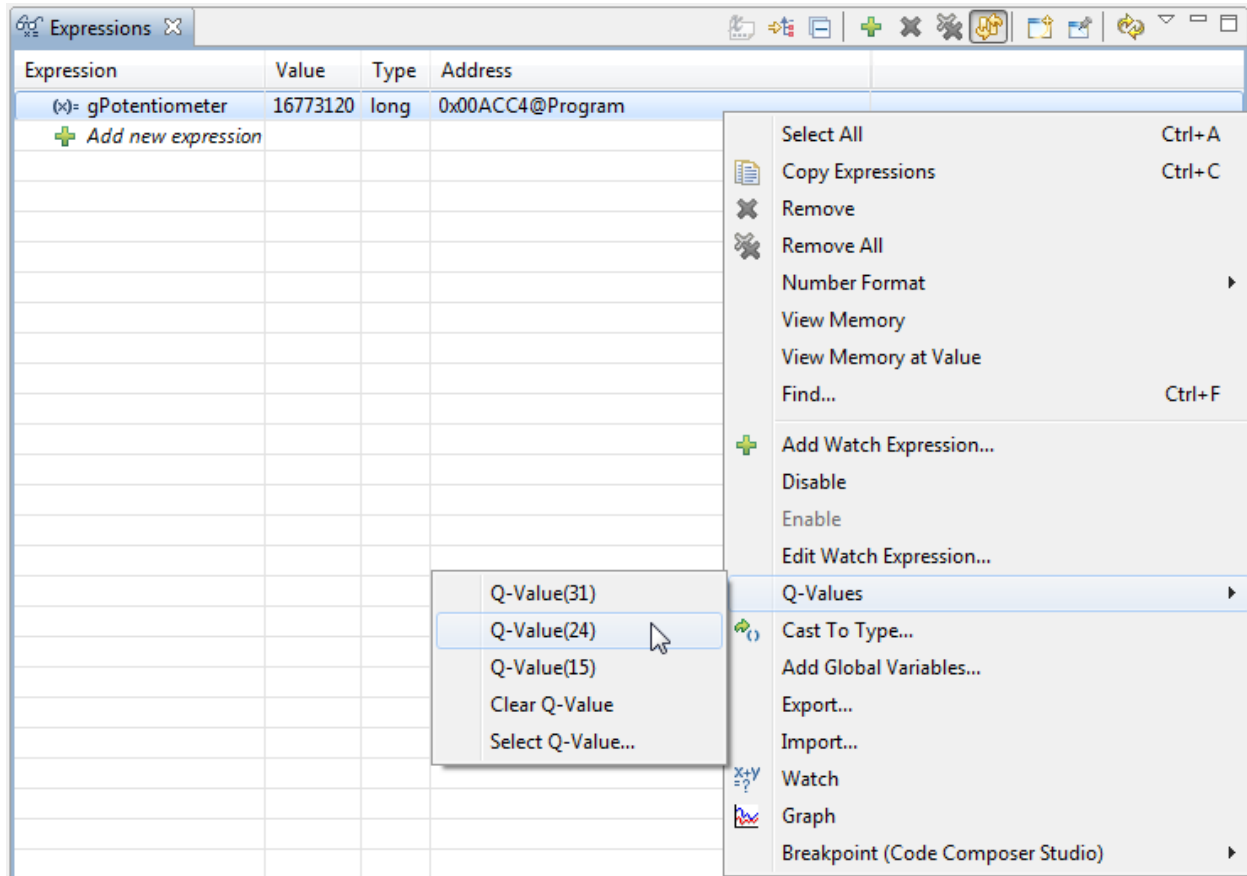 Expressions
Expression Value Type Address
(x)= gPotentiometer 16773120 long 0x00ACC4@Program
Add new expression
Select All Ctrl+A
Copy Expressions Ctrl+C
Remove
Remove All
Number Format
View Memory
View Memory at Value
Find... Ctrl+F
Add Watch Expression...
Disable
Enable
Edit Watch Expression...
Q-Values
Q-Value(31)
Q-Value(24)
Q-Value(15)
Clear Q-Value
Select Q-Value...
Cast To Type...
Add Global Variables...
Export...
Import...
x+y
=?
Watch
Graph
Breakpoint (Code Composer Studio)